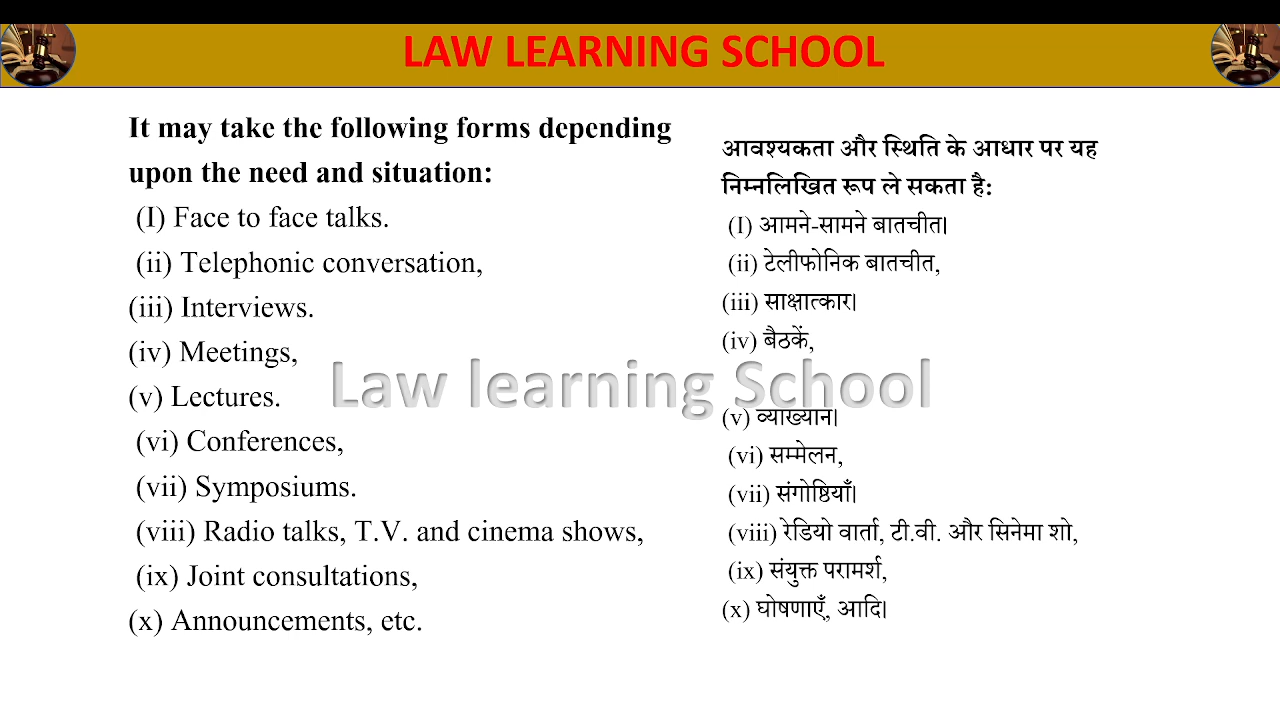 LAW LEARNING SCHOOL
It may take the following forms depending
upon the need and situation:
(I) Face to face talks.
(ii) Telephonic conversation,
(iii) Interviews.
(iv) Meetings,
(v) Lectures.
(vi) Conferences,
(vii) Symposiums.
(viii) Radio talks, T.V. and cinema shows,
(ix) Joint consultations,
(x) Announcements, etc.
आवश्यकता और स्थिति के आधार पर यह
निम्नलिखित रूप ले सकता है:
(I) आमने-सामने बातचीत।
(ii) टेलीफोनिक बातचीत,
(iii) साक्षात्कार।
(iv) बैठकें,
(v) व्याख्यान।
(vi) सम्मेलन,
(vii) संगोष्ठियाँ।
(viii) रेडियो वार्ता, टी.वी. और सिनेमा शो,
(ix) संयुक्त परामर्श,
(x) घोषणाएँ, आदि।
Law learning School